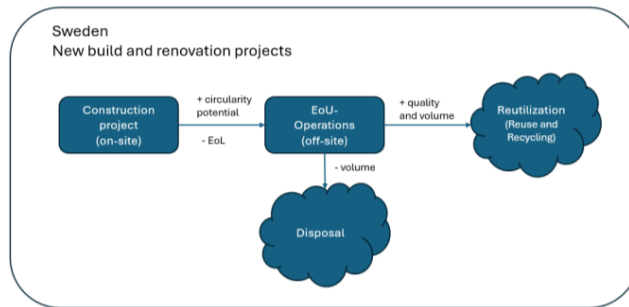 Sweden
New build and renovation projects
Construction
project
(on-site)
+ circularity
potential
- EoL
EoU-
Operations
(off-site)
+ quality
and volume
Reutilization
(Reuse and
Recycling)
- volume
Disposal